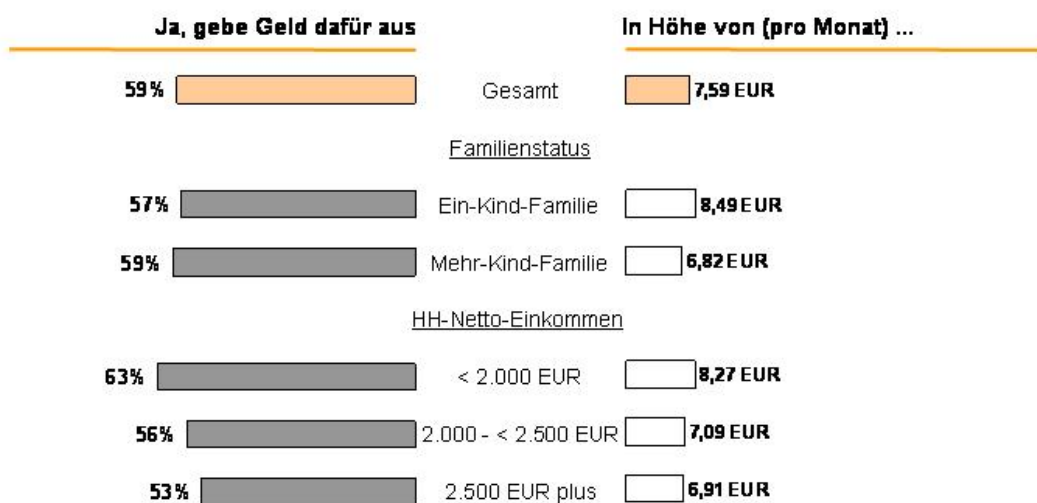 Ja, gebe Geld dafür aus In Höhe von (pro Monat) ...
59% Gesamt 7,59 EUR
Familienstatus
57% Ein-Kind-Familie 8,49 EUR
59% Mehr-Kind-Familie 6,82 EUR
HH-Netto-Einkommen
63% < 2.000 EUR 8,27 EUR
56% 2.000 - < 2.500 EUR 7,09 EUR
53% 2.500 EUR plus 6,91 EUR